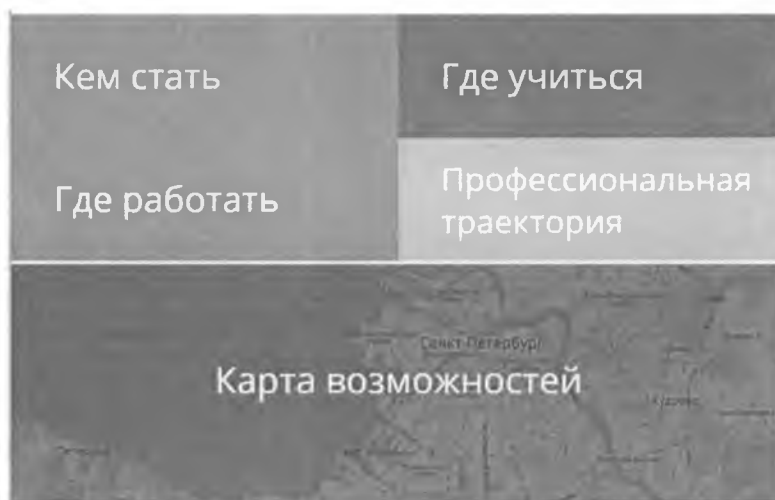 Кем стать
Где учиться
Где работать
Профессиональная
траектория
Санкт-Петербург
Карта возможностей